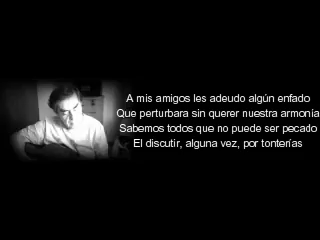 A mis amigos les adeudo algún enfado
Que perturbara sin querer nuestra armonía
Sabemos todos que no puede ser pecado
El discutir, alguna vez, por tonterías